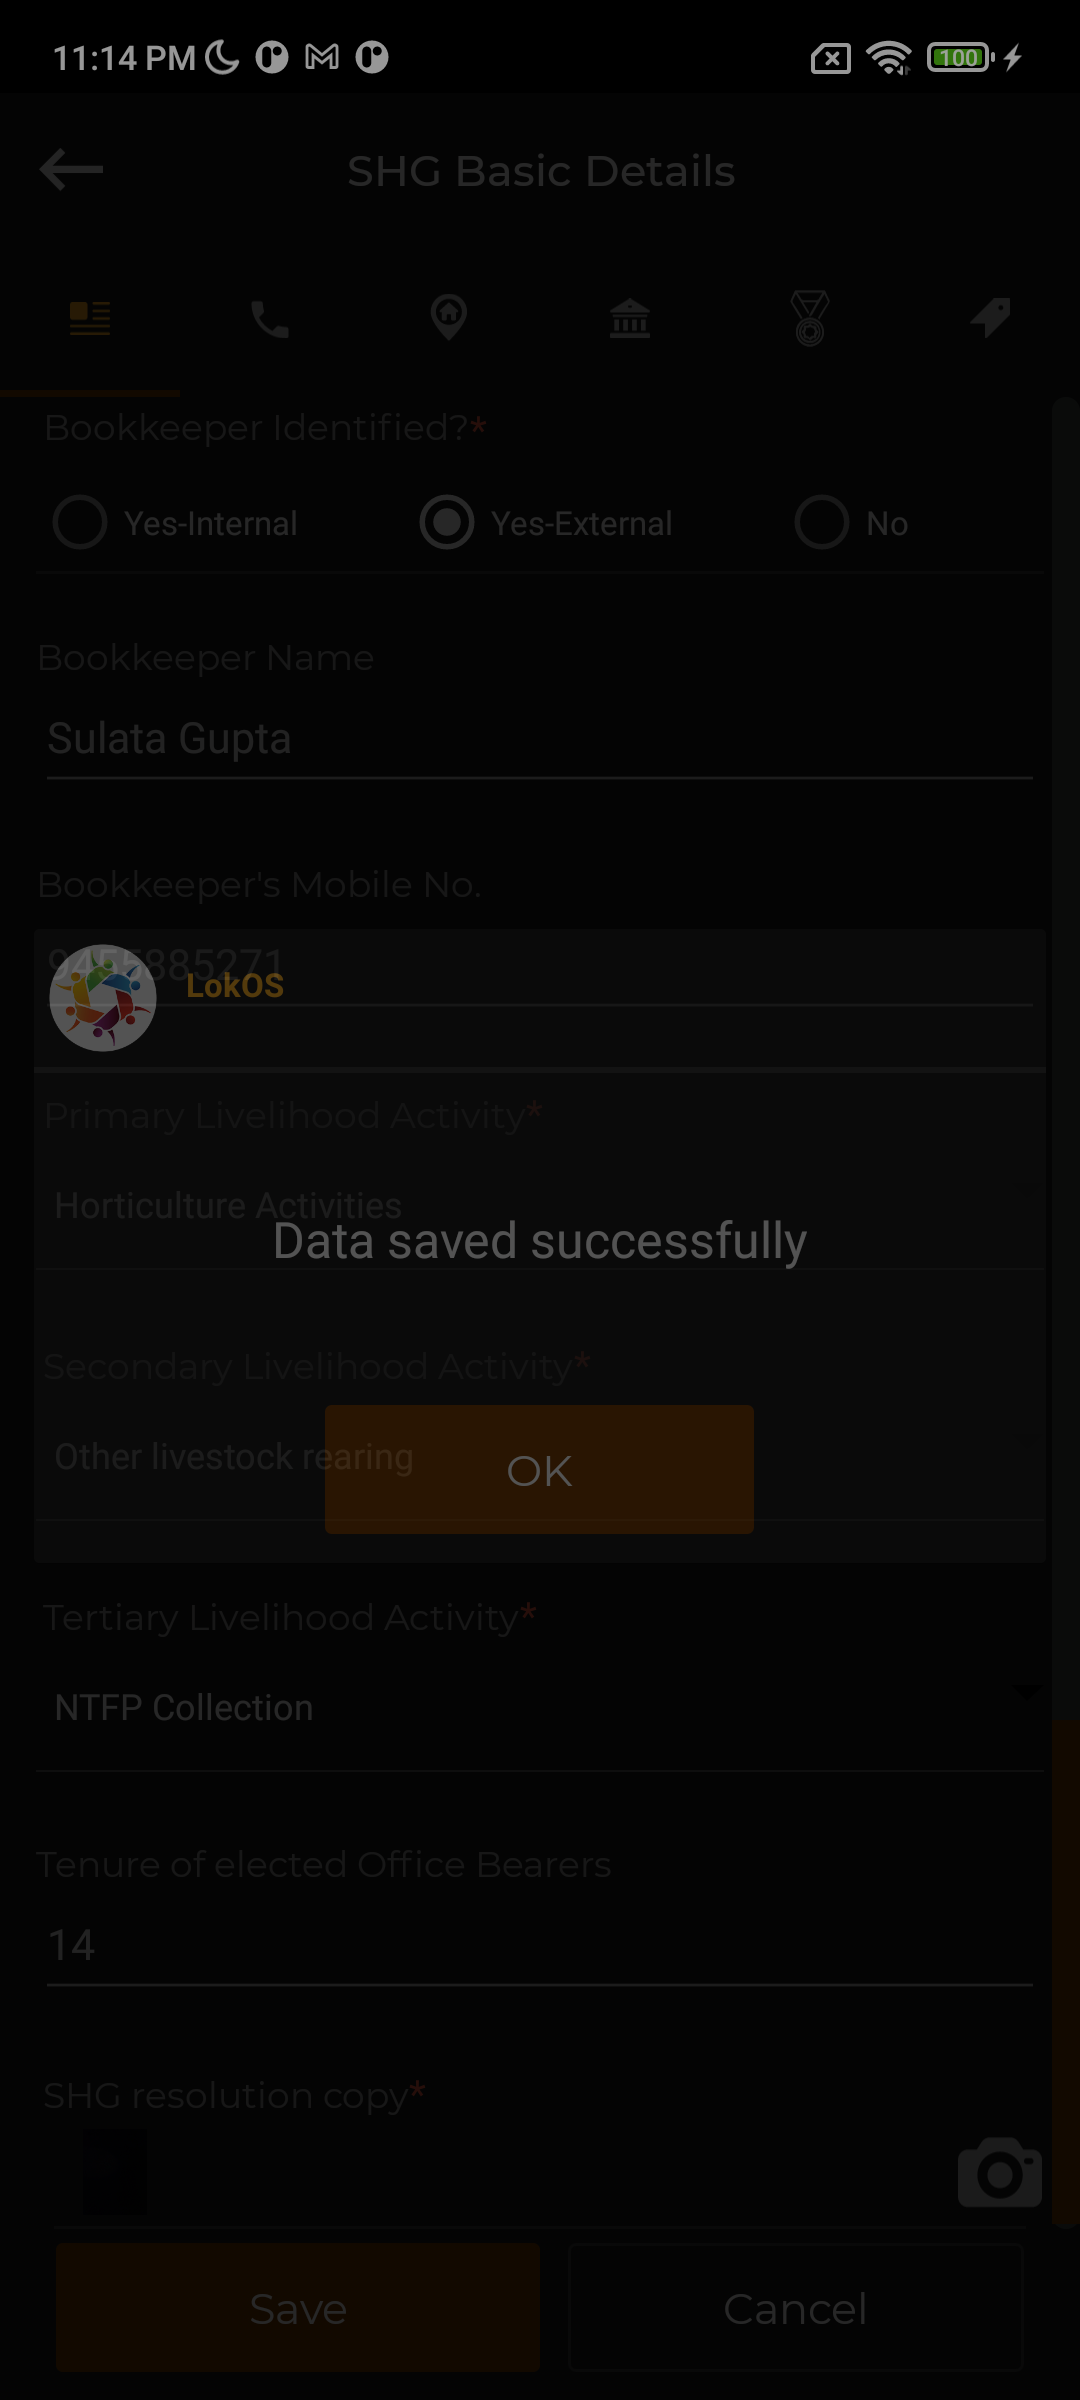 11:14 PM
100
SHG Basic Details
Bookkeeper Identified?*
Yes-Internal Yes-External No
Bookkeeper Name
Sulata Gupta
Bookkeeper's Mobile No.
9455885271
LokOS
Primary Livelihood Activity*
Horticulture Activities
Data saved successfully
Secondary Livelihood Activity*
Other livestock rearing
OK
Tertiary Livelihood Activity*
NTFP Collection
Tenure of elected Office Bearers
14
SHG resolution copy*
Save Cancel